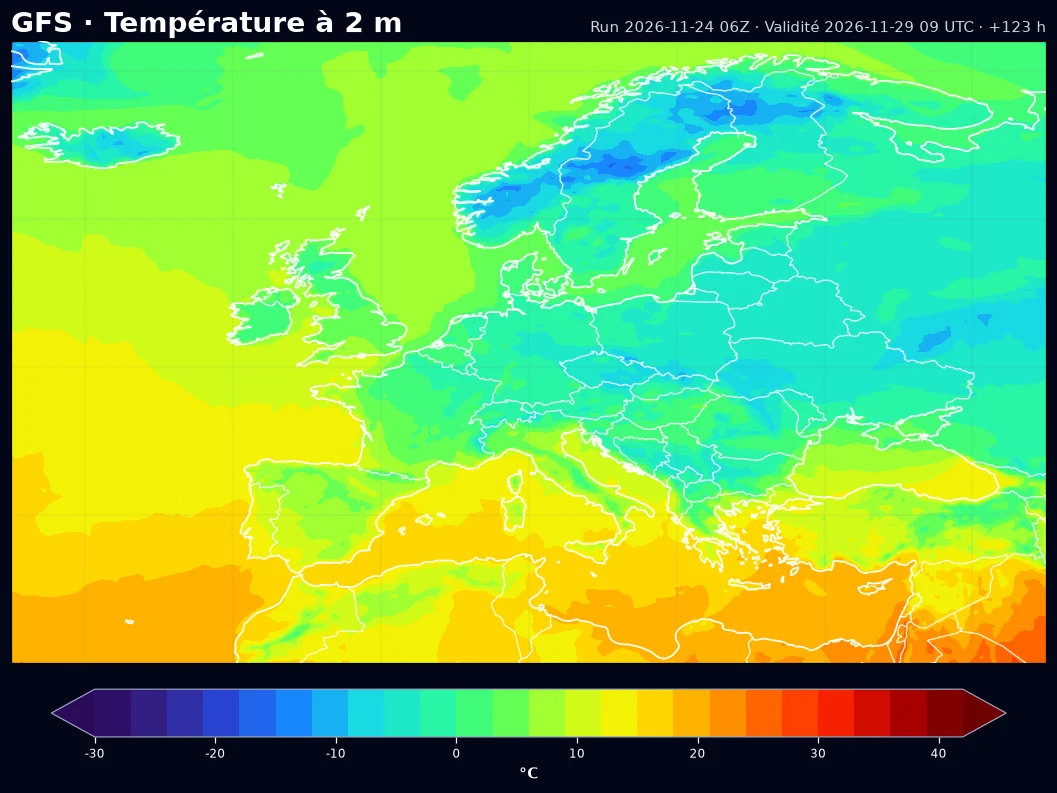 GFS · Température à 2 m
Run 2026-11-24 06Z · Validité 2026-11-29 09 UTC · +123 h
-30 -20 -10 0 10 20 30 40
°C